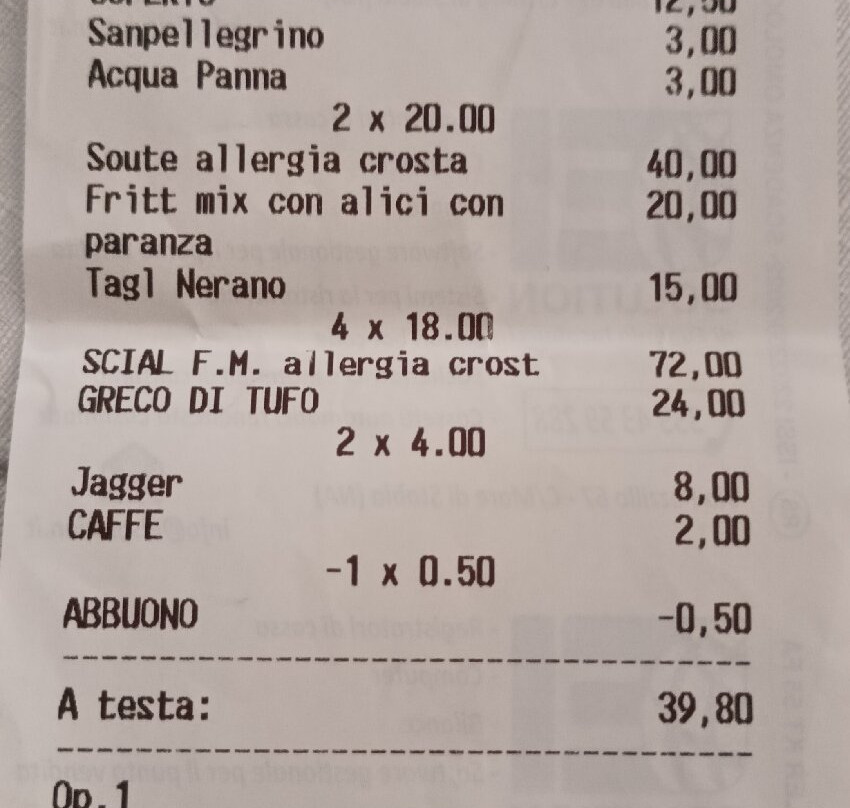 COPERTO 12,50
Sanpellegrino 3,00
Acqua Panna 3,00
2 x 20.00
Soute allergia crosta 40,00
Fritt mix con alici con 20,00
paranza
Tagl Nerano 15,00
4 x 18.00
SCIAL F.M. allergia crost 72,00
GRECO DI TUFO 24,00
2 x 4.00
Jagger 8,00
CAFFE 2,00
-1 x 0.50
ABBUONO -0,50
A testa: 39,80
Op.1